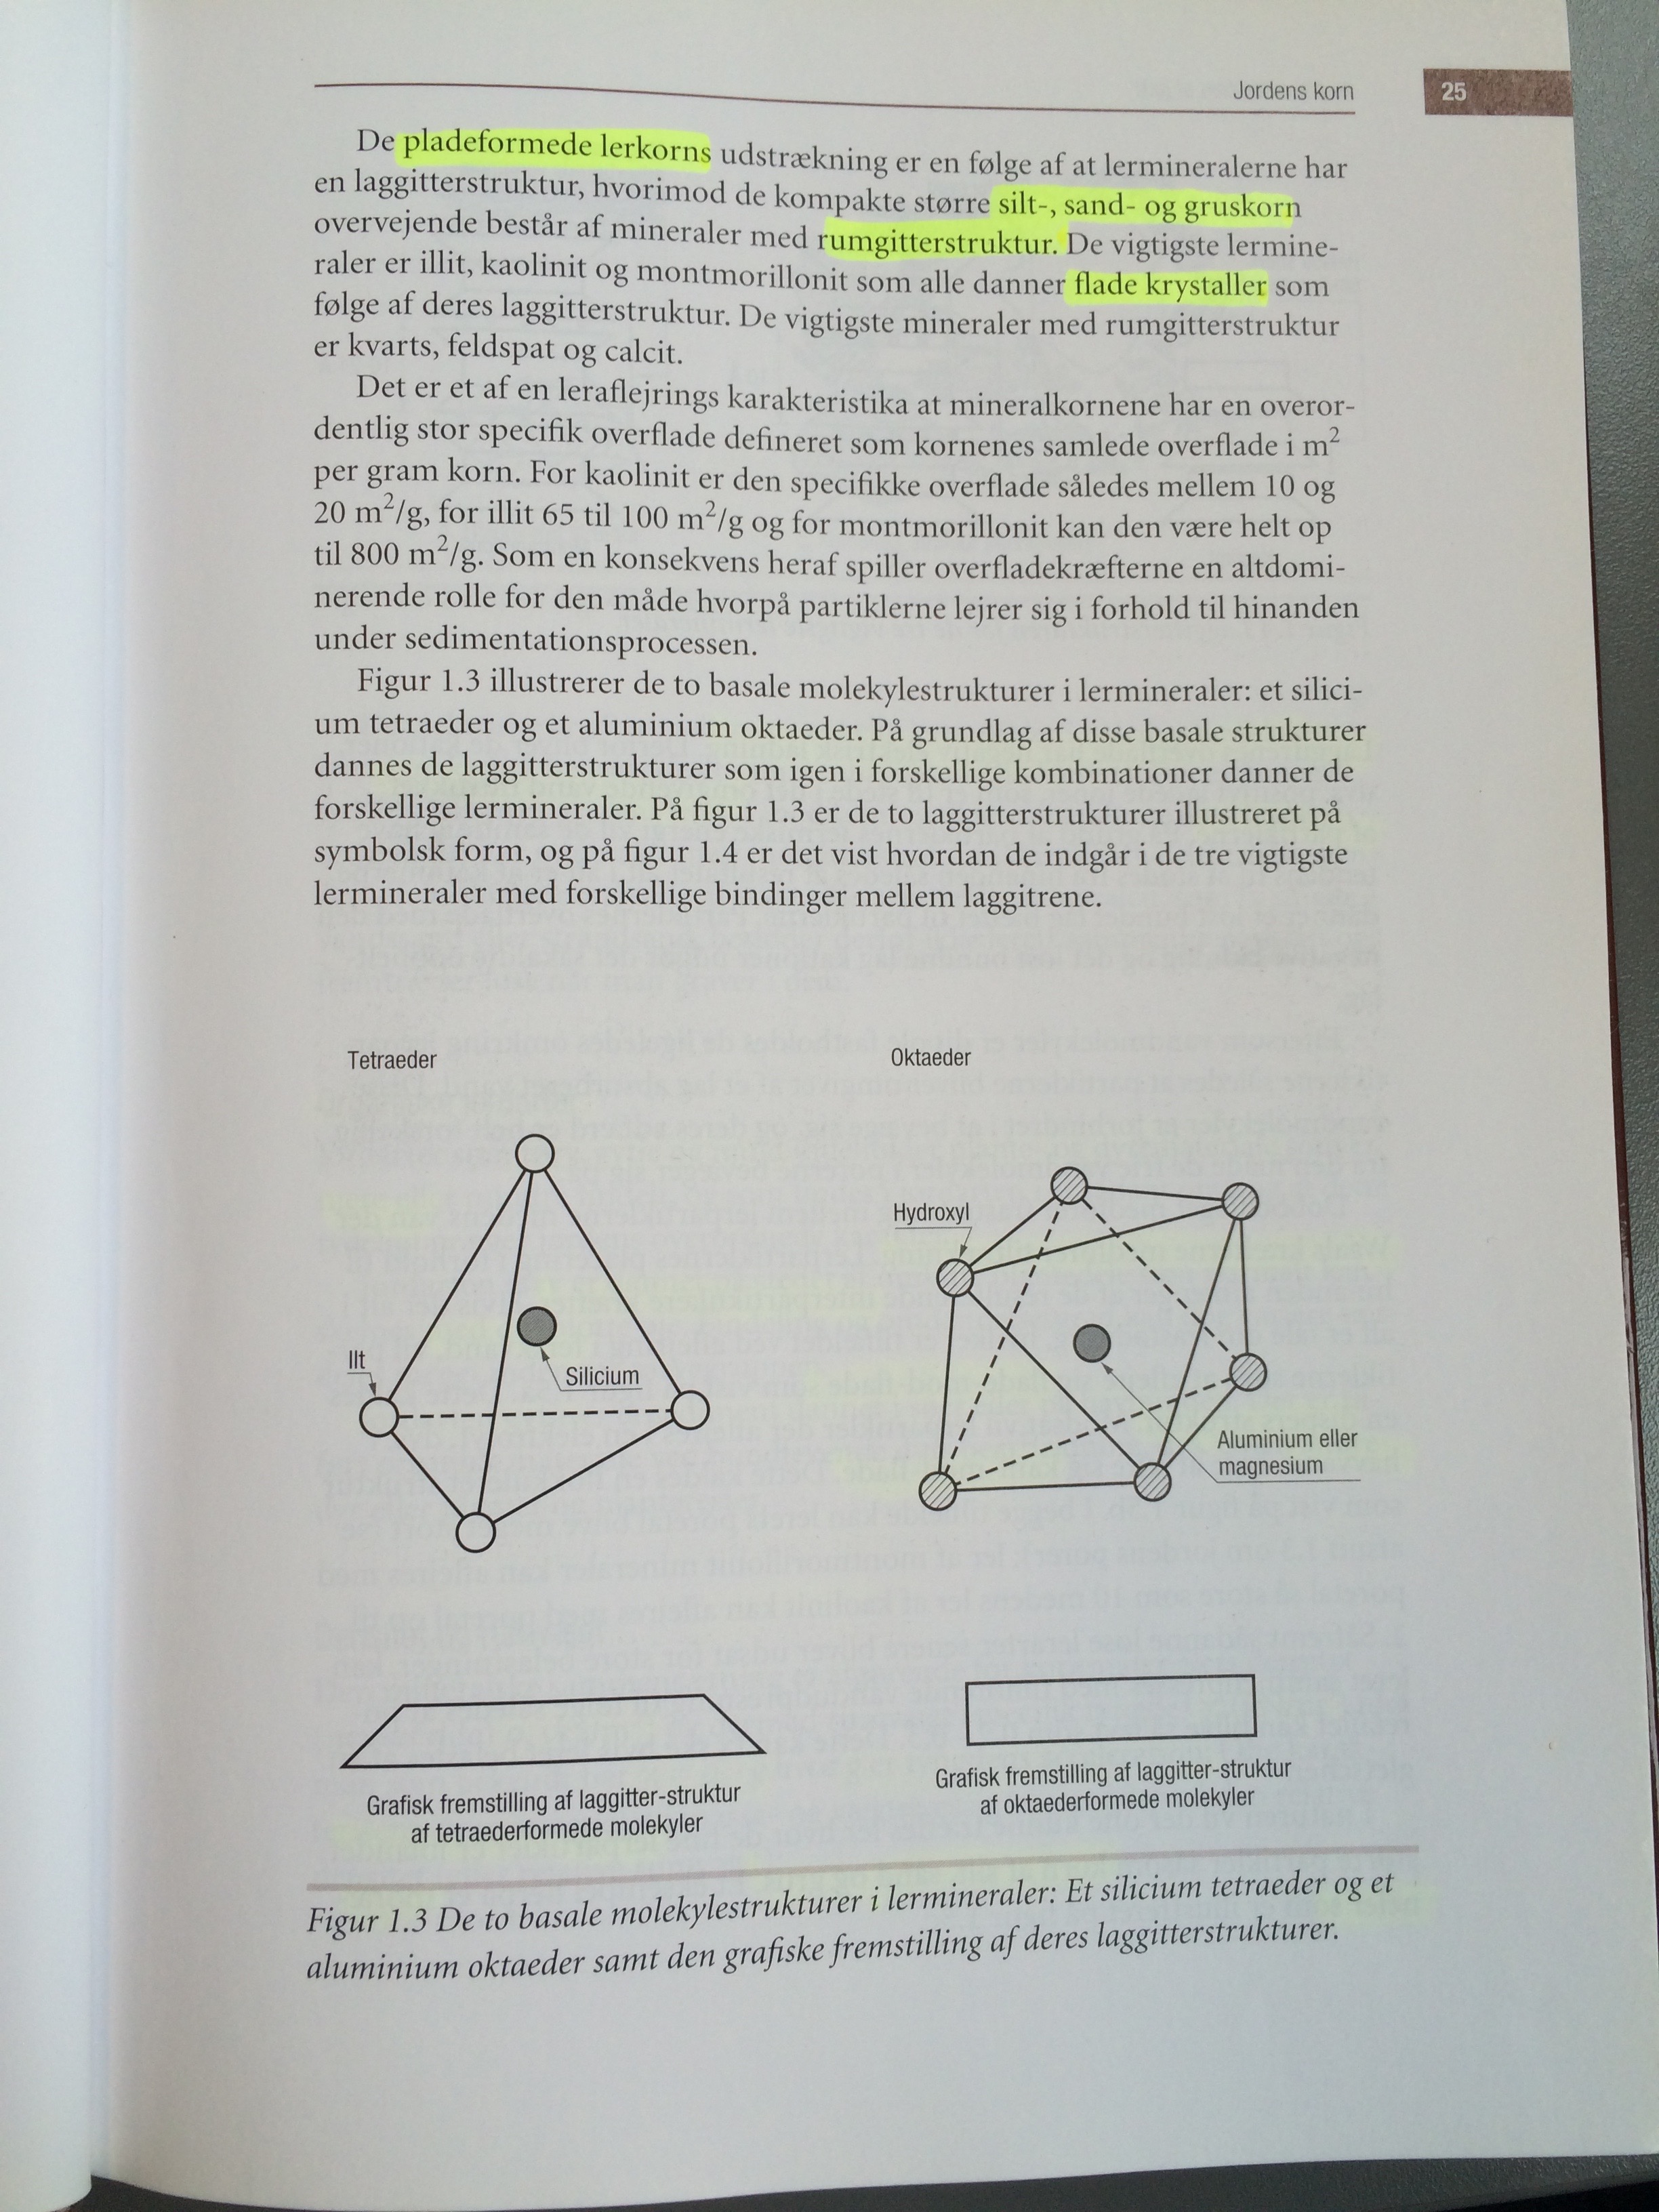 Jordens korn 25
De pladeformede lerkorns udstrækning er en følge af at lermineralerne har
en laggitterstruktur, hvorimod de kompakte større silt-, sand- og gruskorn
overvejende består af mineraler med rumgitterstruktur. De vigtigste lermine-
raler er illit, kaolinit og montmorillonit som alle danner flade krystaller som
følge af deres laggitterstruktur. De vigtigste mineraler med rumgitterstruktur
er kvarts, feldspat og calcit.
Det er et af en leraflejrings karakteristika at mineralkornene har en overor-
dentlig stor specifik overflade defineret som kornenes samlede overflade i m²
per gram korn. For kaolinit er den specifikke overflade således mellem 10 og
20 m²/g, for illit 65 til 100 m²/g og for montmorillonit kan den være helt op
til 800 m²/g. Som en konsekvens heraf spiller overfladekræfterne en altdomi-
nerende rolle for den måde hvorpå partiklerne lejrer sig i forhold til hinanden
under sedimentationsprocessen.
Figur 1.3 illustrerer de to basale molekylestrukturer i lermineraler: et silici-
um tetraeder og et aluminium oktaeder. På grundlag af disse basale strukturer
dannes de laggitterstrukturer som igen i forskellige kombinationer danner de
forskellige lermineraler. På figur 1.3 er de to laggitterstrukturer illustreret på
symbolsk form, og på figur 1.4 er det vist hvordan de indgår i de tre vigtigste
lermineraler med forskellige bindinger mellem laggitrene.
Tetraeder
Ilt
Silicium
Oktaeder
Hydroxyl
Aluminium eller
magnesium
Grafisk fremstilling af laggitter-struktur
af tetraederformede molekyler
Grafisk fremstilling af laggitter-struktur
af oktaederformede molekyler
Figur 1.3 De to basale molekylestrukturer i lermineraler: Et silicium tetraeder og et
aluminium oktaeder samt den grafiske fremstilling af deres laggitterstrukturer.